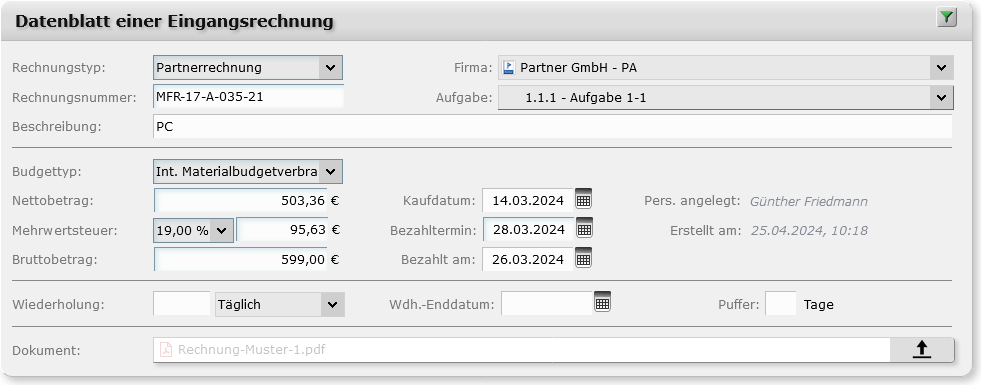 Datenblatt einer Eingangsrechnung
Rechnungstyp: Partnerrechnung Firma: Partner GmbH - PA
Rechnungsnummer: MFR-17-A-035-21 Aufgabe: 1.1.1 - Aufgabe 1-1
Beschreibung: PC
Budgettyp: Int. Materialbudgetverbra
Nettobetrag: 503,36 € Kaufdatum: 14.03.2024 Pers. angelegt: Günther Friedmann
Mehrwertsteuer: 19,00 % 95,63 € Bezahltermin: 28.03.2024 Erstellt am: 25.04.2024, 10:18
Bruttobetrag: 599,00 € Bezahlt am: 26.03.2024
Wiederholung: Täglich Wdh.-Enddatum: Puffer: Tage
Dokument: Rechnung-Muster-1.pdf